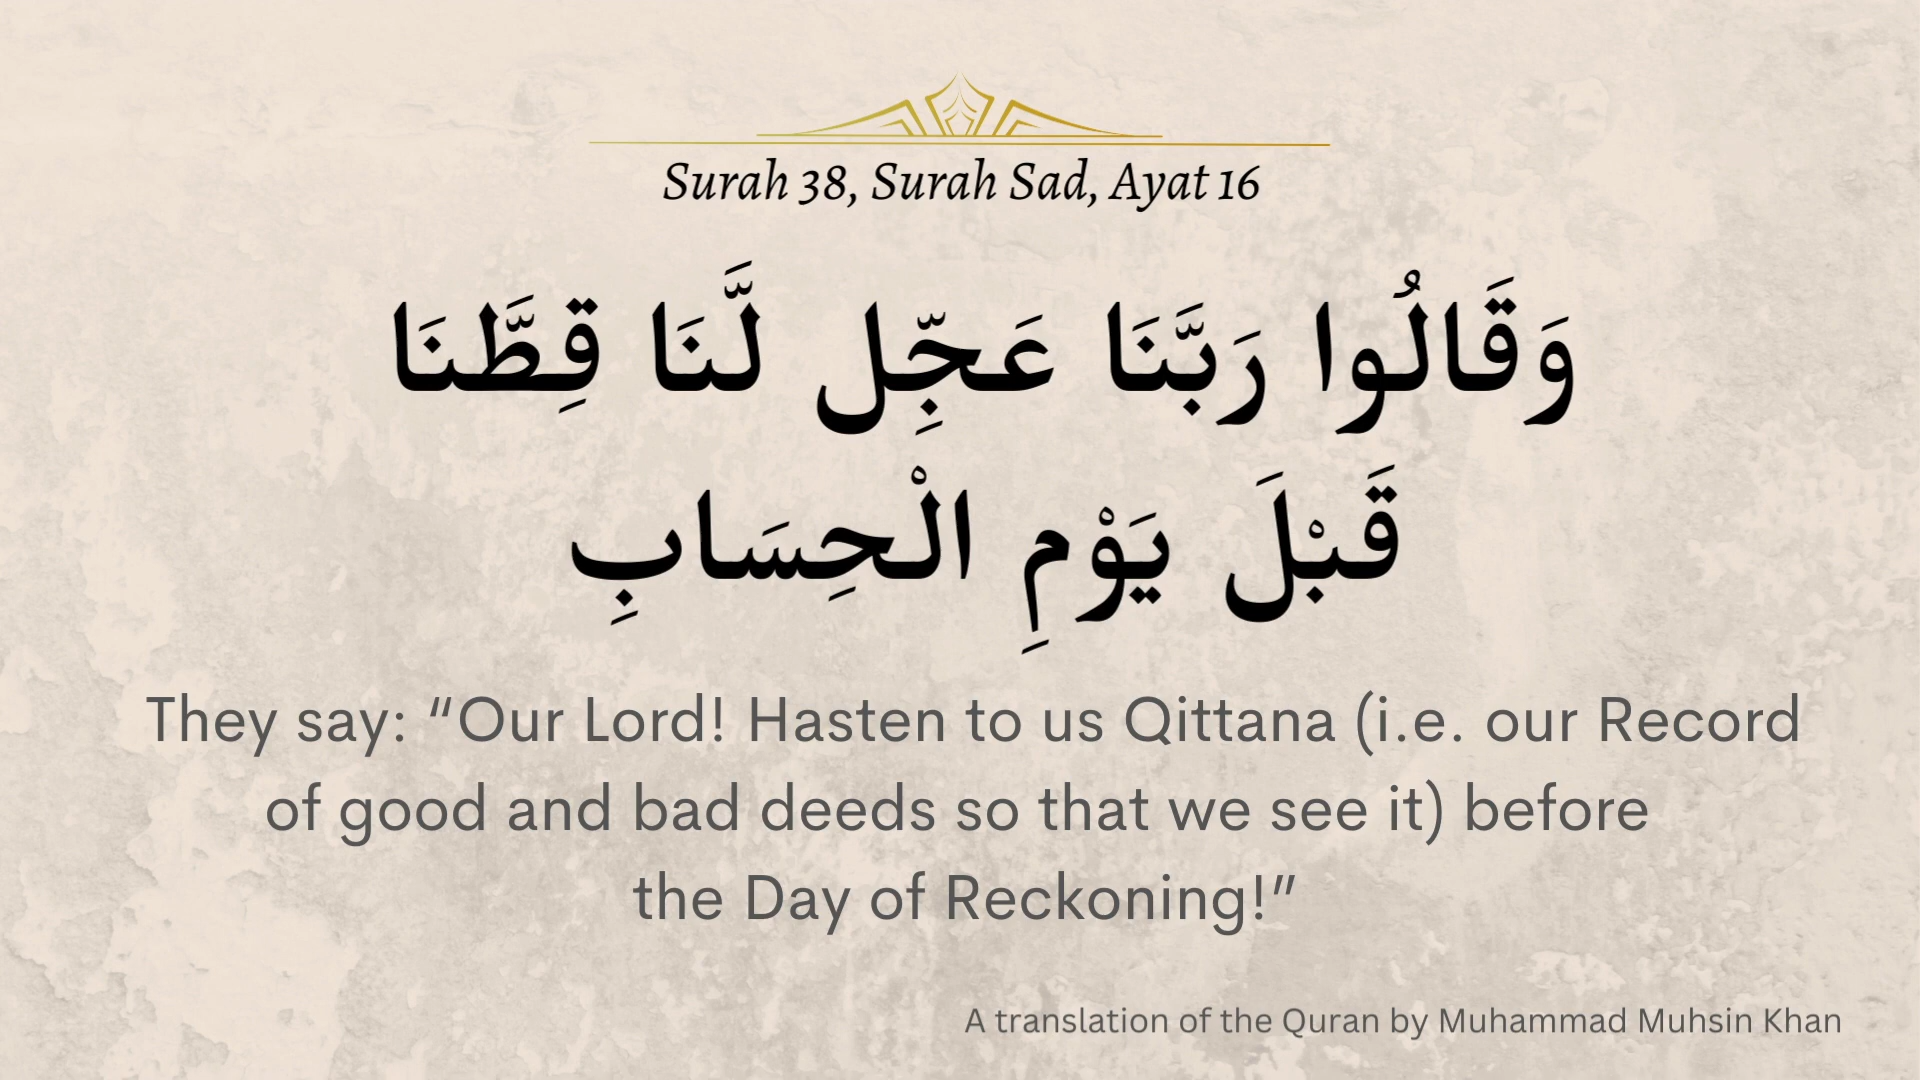 Surah 38, Surah Sad, Ayat 16
وَقَالُوا رَبَّنَا عَجِّل لَّنَا قِطَّنَا
قَبْلَ يَوْمِ الْحِسَابِ
They say: “Our Lord! Hasten to us Qittana (i.e. our Record
of good and bad deeds so that we see it) before
the Day of Reckoning!”
A translation of the Quran by Muhammad Muhsin Khan